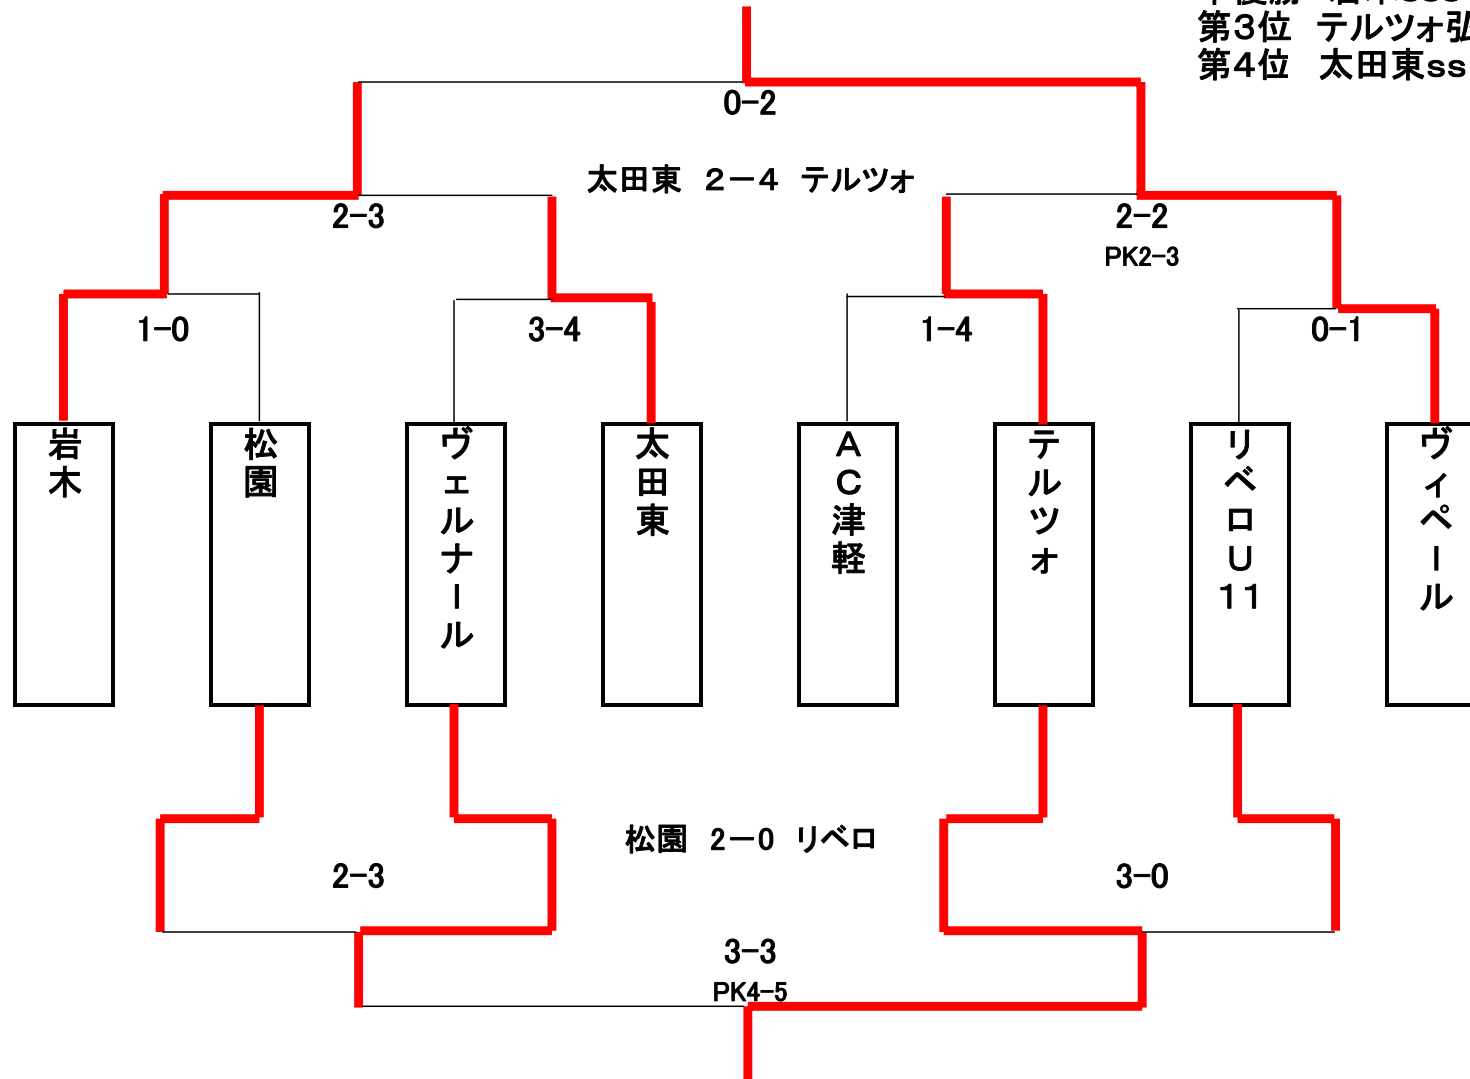 第3位 テルツォ弘
第4位 太田東ss
0-2
太田東 2-4 テルツォ
2-3
2-2
PK2-3
1-0
3-4
1-4
0-1
岩木
松園
ヴェルナール
太田東
AC津軽
テルツォ
リベロU11
ヴィペール
松園 2-0 リベロ
2-3
3-0
3-3
PK4-5